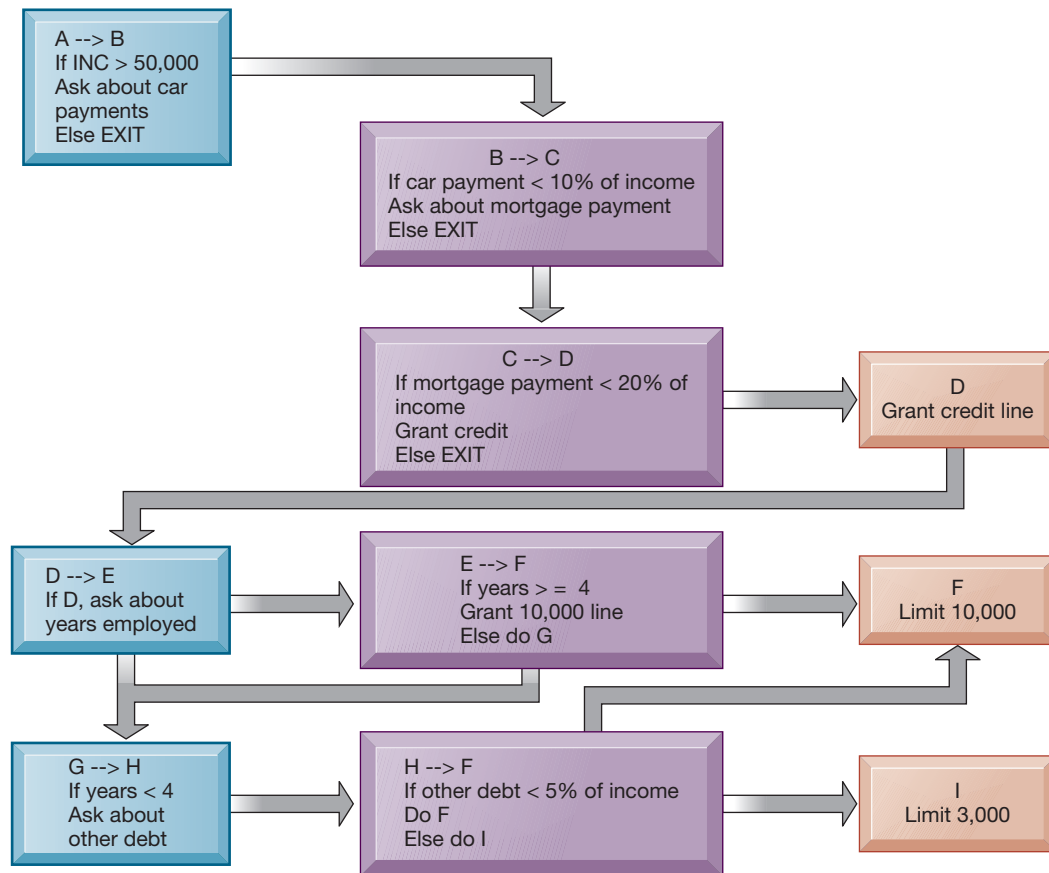 A --> B
If INC > 50,000
Ask about car
payments
Else EXIT
B --> C
If car payment < 10% of income
Ask about mortgage payment
Else EXIT
C --> D
If mortgage payment < 20% of
income
Grant credit
Else EXIT
D
Grant credit line
D --> E
If D, ask about
years employed
E --> F
If years > = 4
Grant 10,000 line
Else do G
F
Limit 10,000
G --> H
If years < 4
Ask about
other debt
H --> F
If other debt < 5% of income
Do F
Else do I
I
Limit 3,000